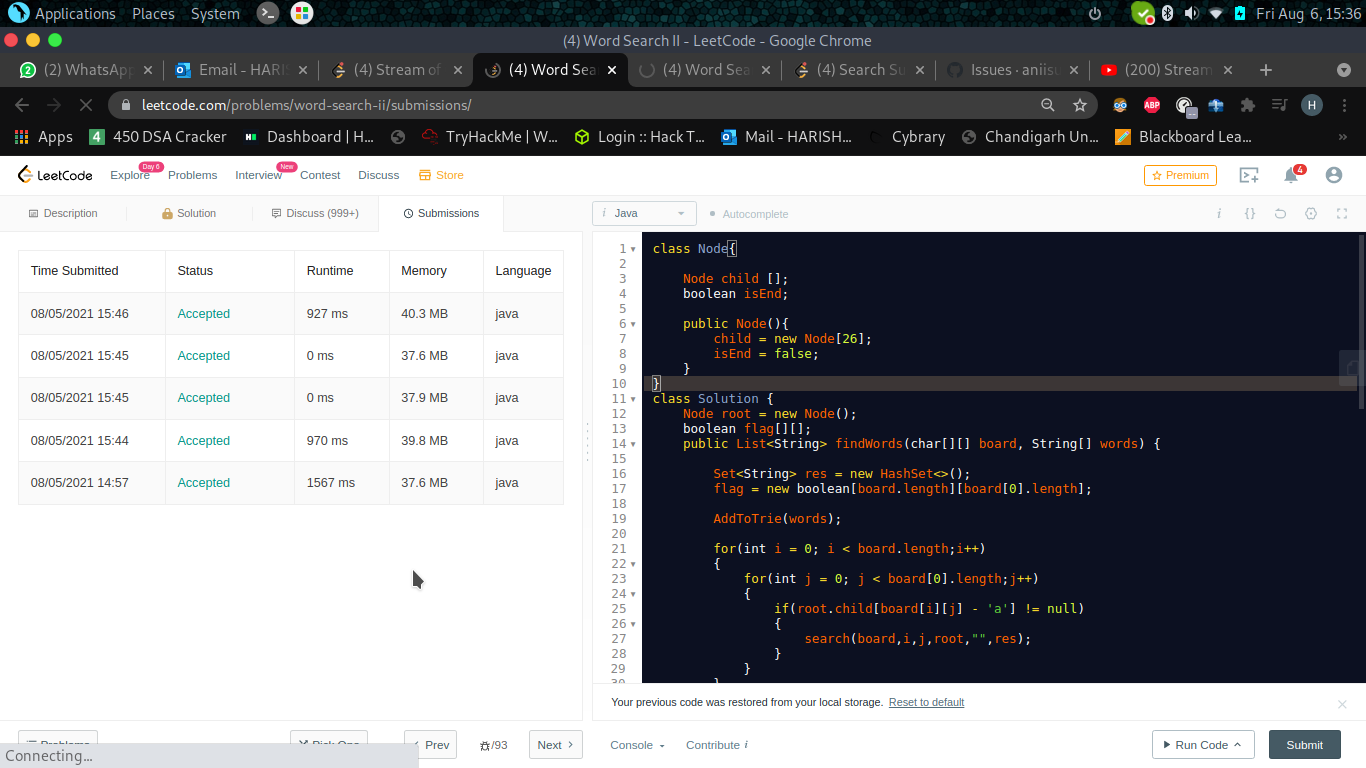 Applications Places System Fri Aug 6, 15:36
(4) Word Search II - LeetCode - Google Chrome
(2) WhatsApp Email - HARIS (4) Stream of (4) Word Sea (4) Word Sea (4) Search Su Issues · aniisu (200) Stream
leetcode.com/problems/word-search-ii/submissions/ ABP H
Apps 4 450 DSA Cracker Dashboard | H... TryHackMe | W... Login :: Hack T... Mail - HARISH... Cybrary Chandigarh Un... Blackboard Lea... »
LeetCode Explore Day 6 Problems Interview New Contest Discuss Store Premium 4
Description Solution Discuss (999+) Submissions i Java Autocomplete i {}
Time Submitted Status Runtime Memory Language
08/05/2021 15:46 Accepted 927 ms 40.3 MB java
08/05/2021 15:45 Accepted 0 ms 37.6 MB java
08/05/2021 15:45 Accepted 0 ms 37.9 MB java
08/05/2021 15:44 Accepted 970 ms 39.8 MB java
08/05/2021 14:57 Accepted 1567 ms 37.6 MB java
1 class Node{
2
3 Node child [];
4 boolean isEnd;
5
6 public Node(){
7 child = new Node[26];
8 isEnd = false;
9 }
10 }
11 class Solution {
12 Node root = new Node();
13 boolean flag[][];
14 public List<String> findWords(char[][] board, String[] words) {
15
16 Set<String> res = new HashSet<>();
17 flag = new boolean[board.length][board[0].length];
18
19 AddToTrie(words);
20
21 for(int i = 0; i < board.length;i++)
22 {
23 for(int j = 0; j < board[0].length;j++)
24 {
25 if(root.child[board[i][j] - 'a'] != null)
26 {
27 search(board,i,j,root,"",res);
28 }
29 }
30 }
Your previous code was restored from your local storage. Reset to default
Problems Pick One Prev /93 Next Console Contribute i Run Code Submit
Connecting...